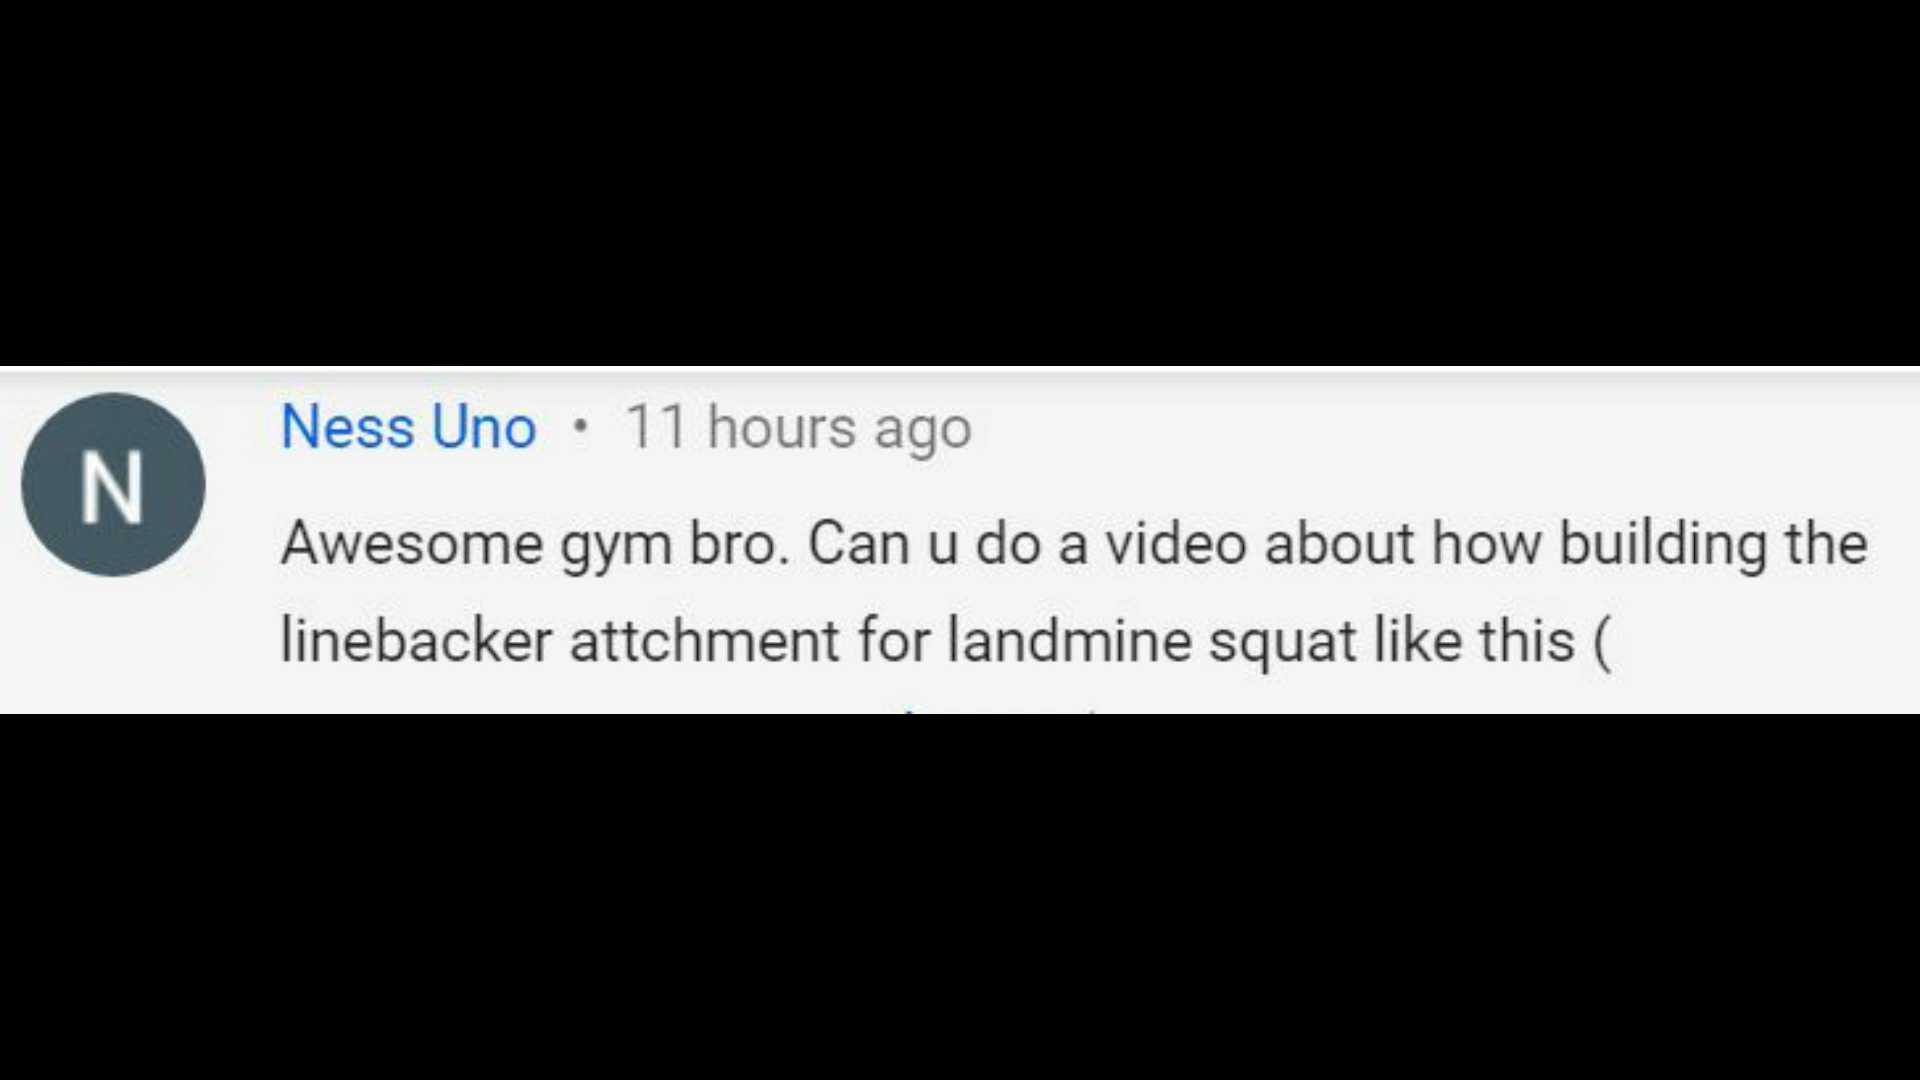 N
Ness Uno • 11 hours ago
Awesome gym bro. Can u do a video about how building the
linebacker attchment for landmine squat like this (